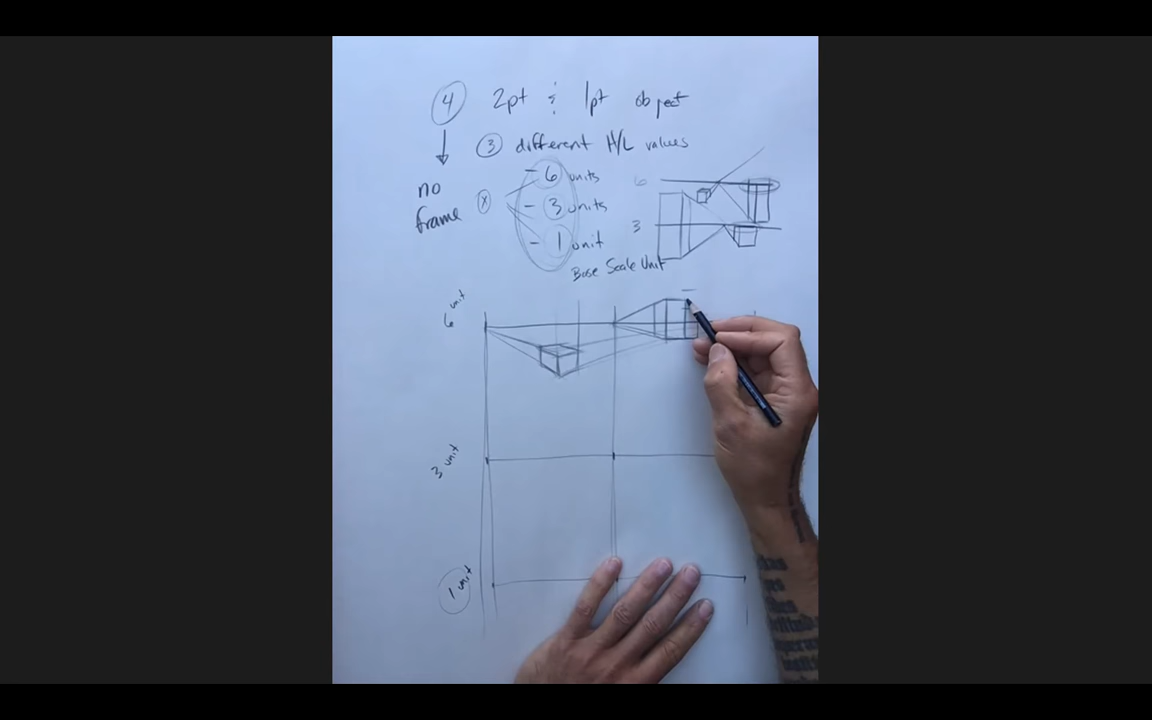 4 2pt & 1pt object
3 different H/L values
no frame
x - 6 units
- 3 units
- 1 unit
Base Scale Unit
6
3
6 unit
3 unit
1 unit